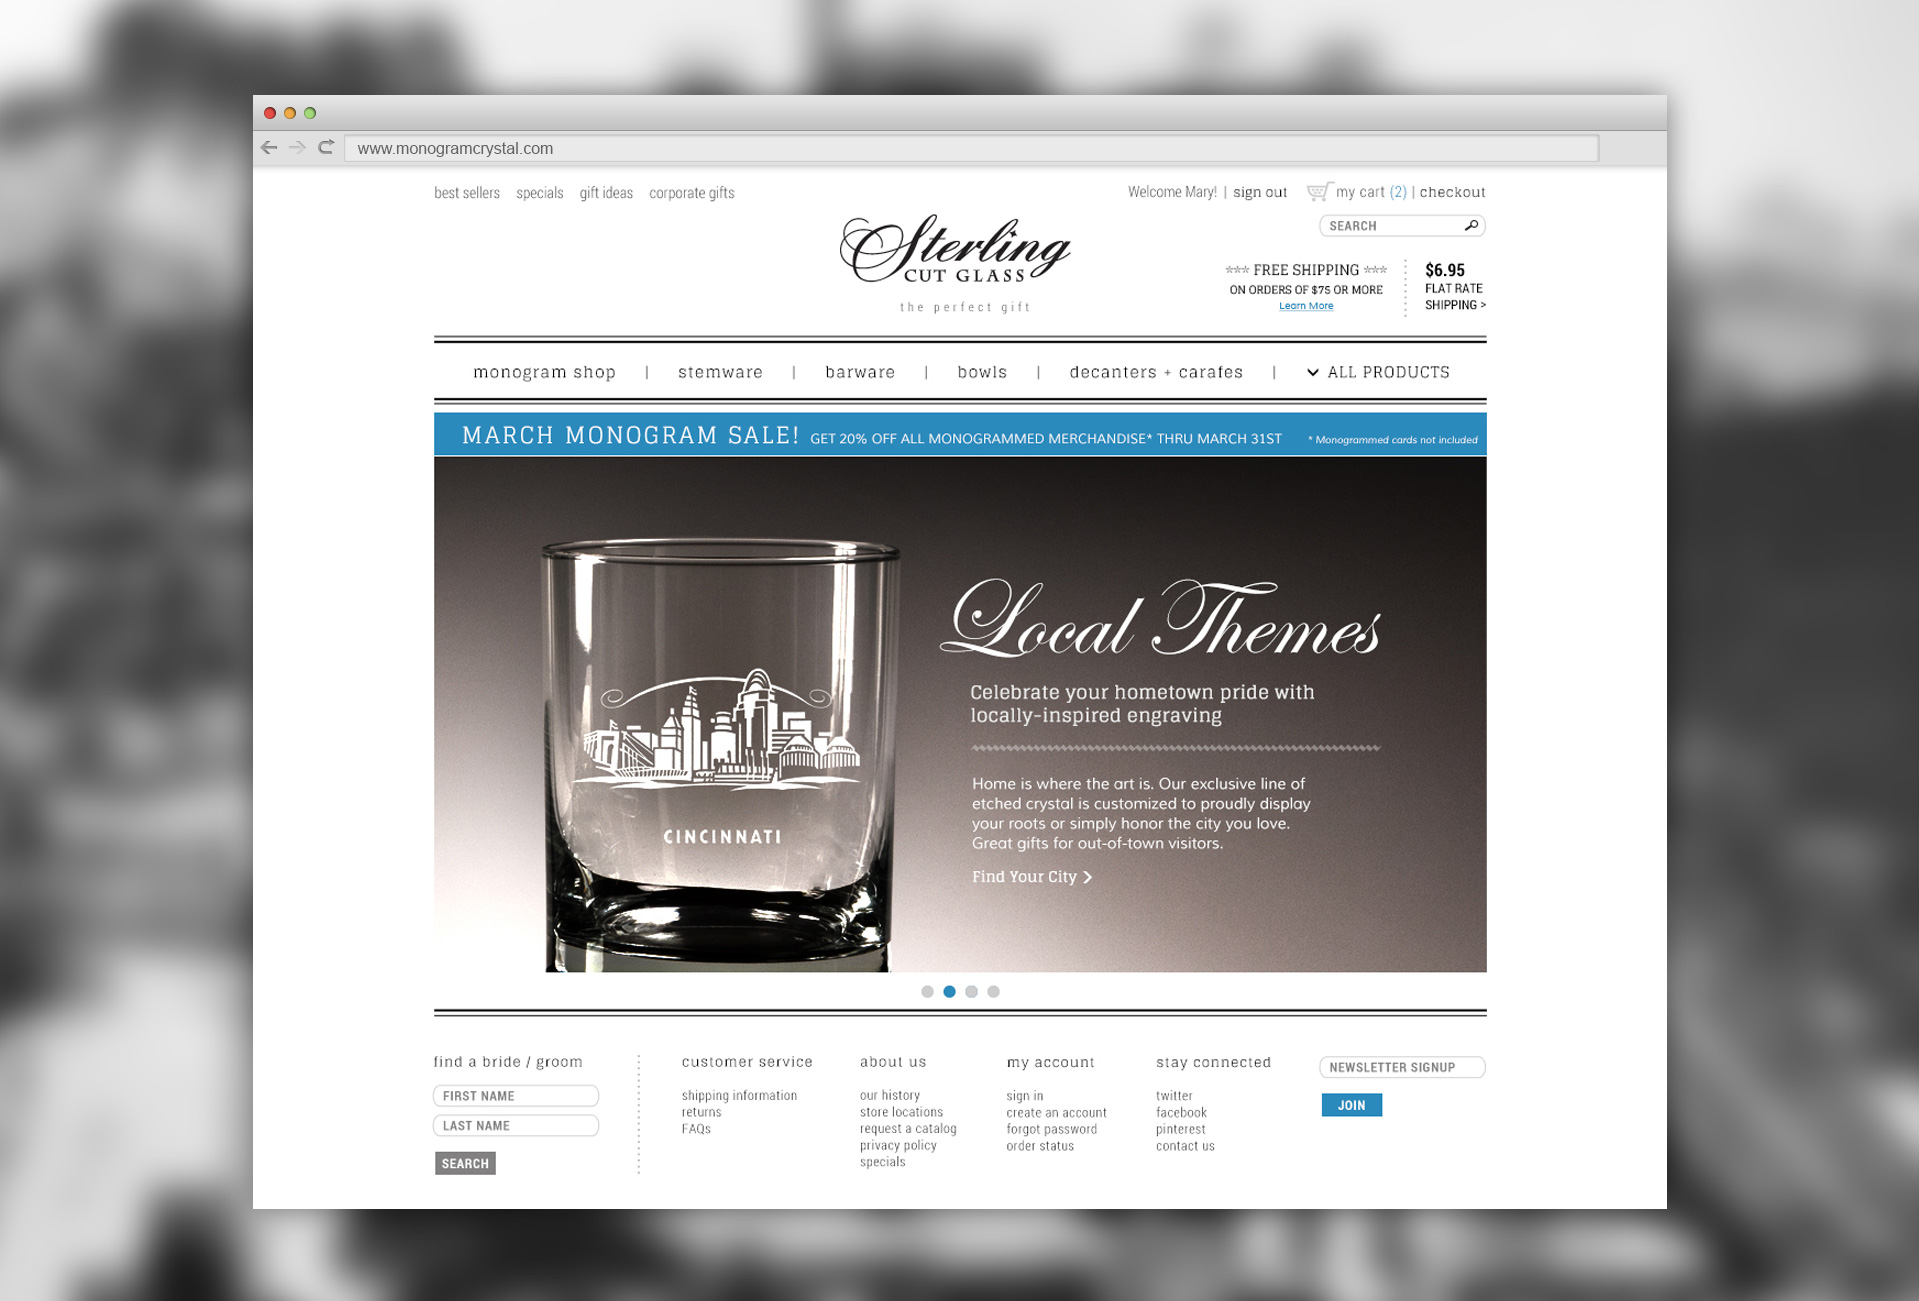 www.monogramcrystal.com
best sellers specials gift ideas corporate gifts
Welcome Mary! | sign out my cart (2) | checkout
SEARCH
Sterling
CUT GLASS
the perfect gift
*** FREE SHIPPING ***
ON ORDERS OF $75 OR MORE
Learn More
$6.95
FLAT RATE
SHIPPING >
monogram shop | stemware | barware | bowls | decanters + carafes | ALL PRODUCTS
MARCH MONOGRAM SALE! GET 20% OFF ALL MONOGRAMMED MERCHANDISE* THRU MARCH 31ST * Monogrammed cards not included
CINCINNATI
Local Themes
Celebrate your hometown pride with
locally-inspired engraving
Home is where the art is. Our exclusive line of
etched crystal is customized to proudly display
your roots or simply honor the city you love.
Great gifts for out-of-town visitors.
Find Your City >
find a bride / groom
FIRST NAME
LAST NAME
SEARCH
customer service
shipping information
returns
FAQs
about us
our history
store locations
request a catalog
privacy policy
specials
my account
sign in
create an account
forgot password
order status
stay connected
twitter
facebook
pinterest
contact us
NEWSLETTER SIGNUP
JOIN